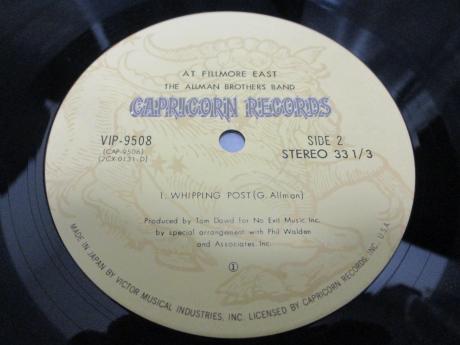 AT FILLMORE EAST
THE ALLMAN BROTHERS BAND
CAPRICORN RECORDS
VIP-9508 SIDE 2
(CAP-9506) STEREO 33 1/3
(2CX-0131-D)
1. WHIPPING POST (G. Allman)
Produced by Tom Dowd for No Exit Music Inc.
by special arrangement with Phil Walden
and Associates Inc.
①
MADE IN JAPAN BY VICTOR MUSICAL INDUSTRIES, INC. LICENSED BY CAPRICORN RECORDS, INC. U.S.A.